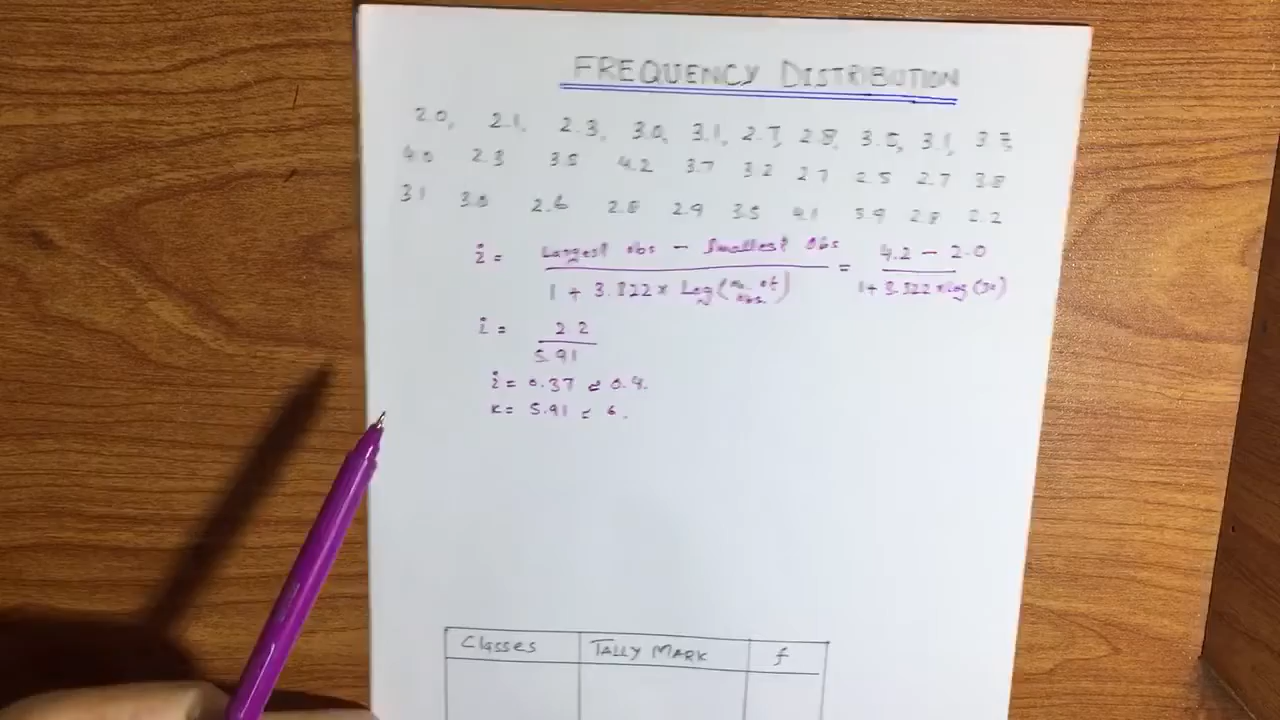 FREQUENCY DISTRIBUTION
2.0, 2.1, 2.3, 3.0, 3.1, 2.7, 2.8, 3.5, 3.1, 3.7,
4.0 2.3 3.5 4.2 3.7 3.2 2.7 2.5 2.7 3.8
3.1 3.0 2.6 2.8 2.9 3.5 4.1 3.9 2.8 2.2
i = Largest obs - Smallest Obs = 4.2 - 2.0
1 + 3.322 x Log (no. of obs.) 1 + 3.322 x log (30)
i = 2.2
5.91
i = 0.37 ≈ 0.4.
K = 5.91 ≈ 6.
Classes TALLY MARK f